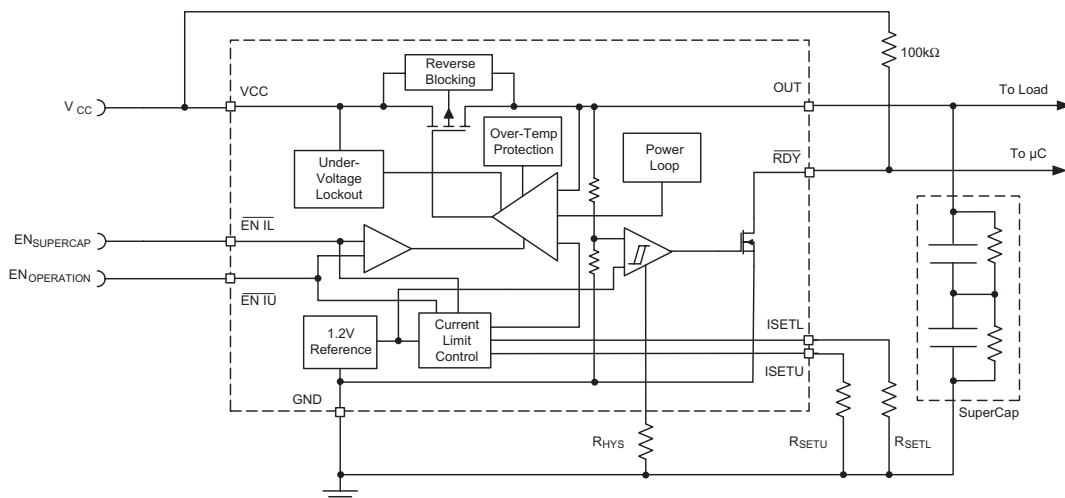 100kΩ
Reverse
Blocking
VCC
OUT
To Load
V CC
Over-Temp
Protection
Power
Loop
RDY
To µC
Under-
Voltage
Lockout
EN IL
EN SUPERCAP
EN OPERATION
EN IU
1.2V
Reference
Current
Limit
Control
ISETL
ISETU
GND
SuperCap
R HYS
R SETU
R SETL